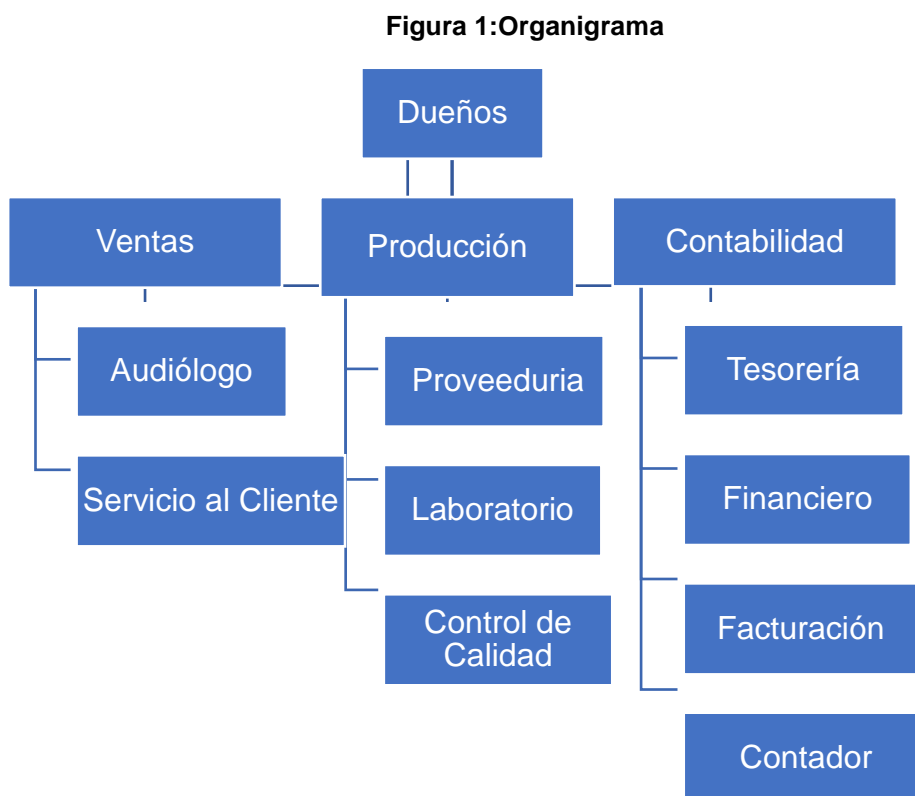 Figura 1:Organigrama
Dueños
Ventas
Producción
Contabilidad
Audiólogo
Proveeduria
Tesorería
Servicio al Cliente
Laboratorio
Financiero
Control de
Calidad
Facturación
Contador